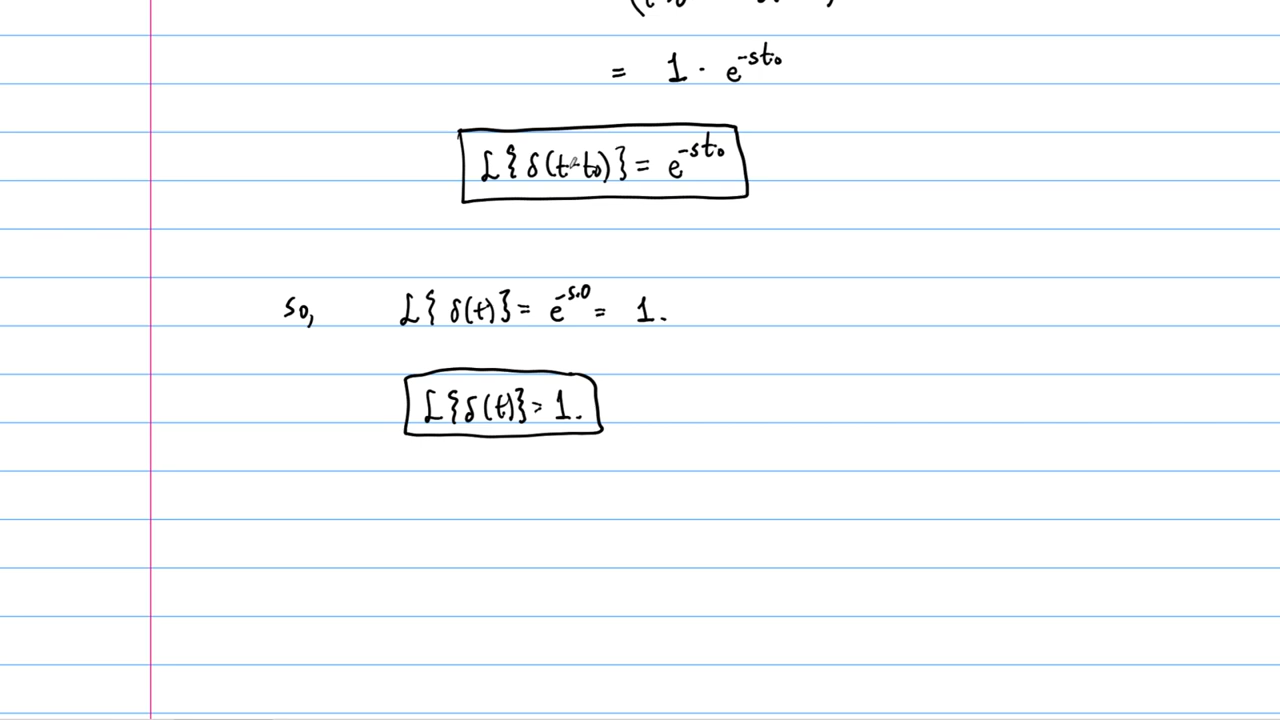 = 1 · e^{-st₀}
ℒ{δ(t-t₀)} = e^{-st₀}
so, ℒ{δ(t)} = e^{-s.0} = 1.
ℒ{δ(t)} = 1.